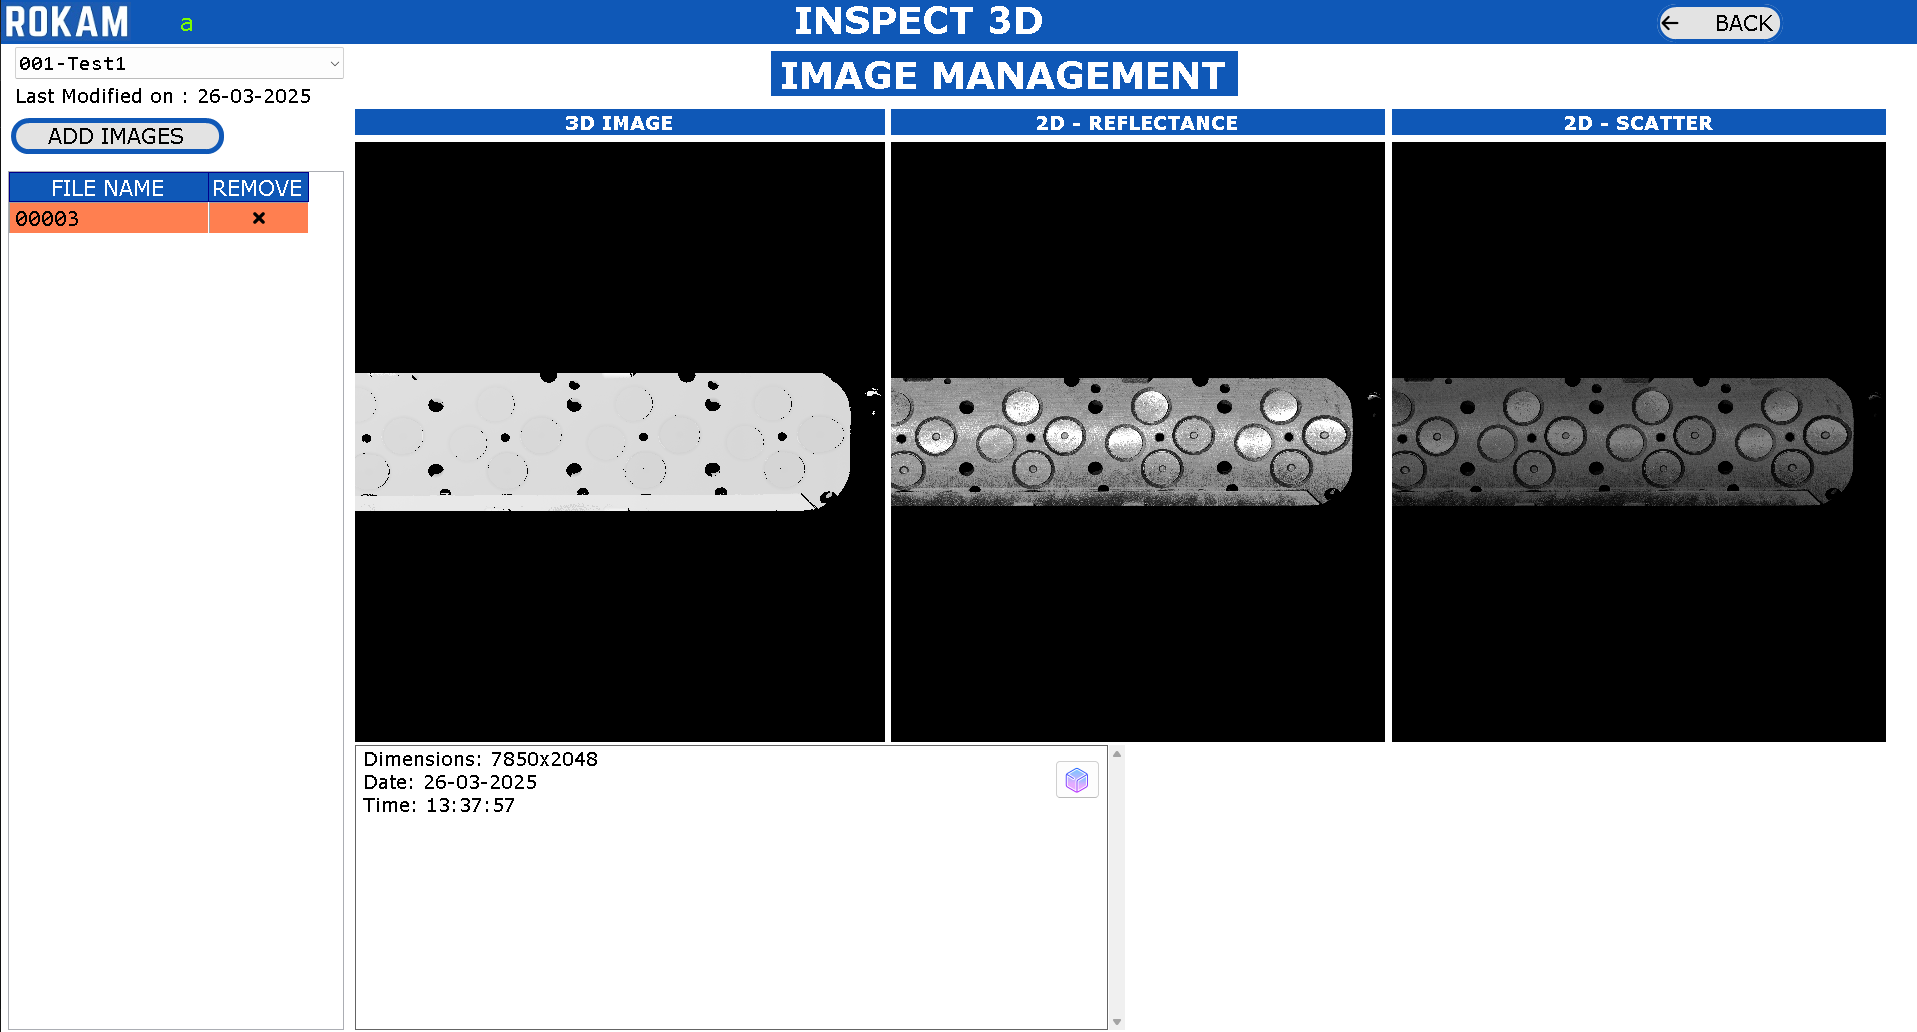 ROKAM
a
INSPECT 3D
BACK
001-Test1
IMAGE MANAGEMENT
Last Modified on : 26-03-2025
ADD IMAGES
3D IMAGE
2D - REFLECTANCE
2D - SCATTER
FILE NAME
REMOVE
00003
Dimensions: 7850x2048
Date: 26-03-2025
Time: 13:37:57